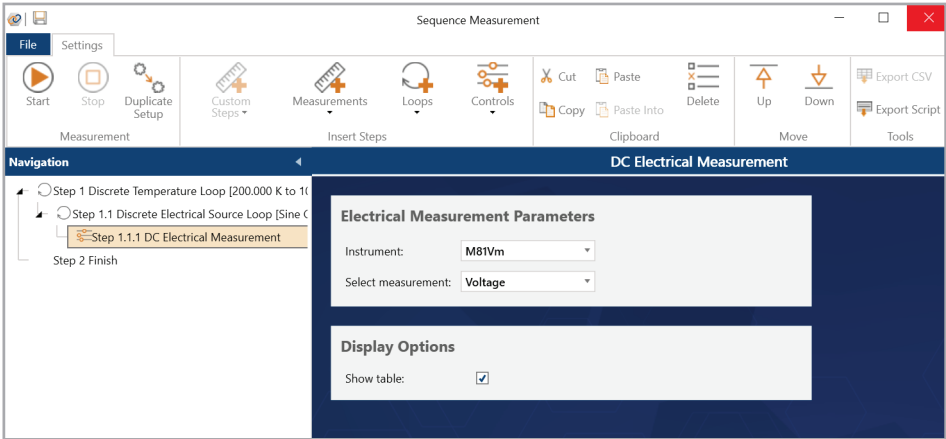 Sequence Measurement
File Settings
Start Stop Duplicate Setup Custom Steps Measurements Loops Controls Cut Paste Copy Paste Into Delete Up Down Export CSV Export Script
Measurement Insert Steps Clipboard Move Tools
Navigation
DC Electrical Measurement
Step 1 Discrete Temperature Loop [200.000 K to 10
Step 1.1 Discrete Electrical Source Loop [Sine
Step 1.1.1 DC Electrical Measurement
Step 2 Finish
Electrical Measurement Parameters
Instrument: M81Vm
Select measurement: Voltage
Display Options
Show table: